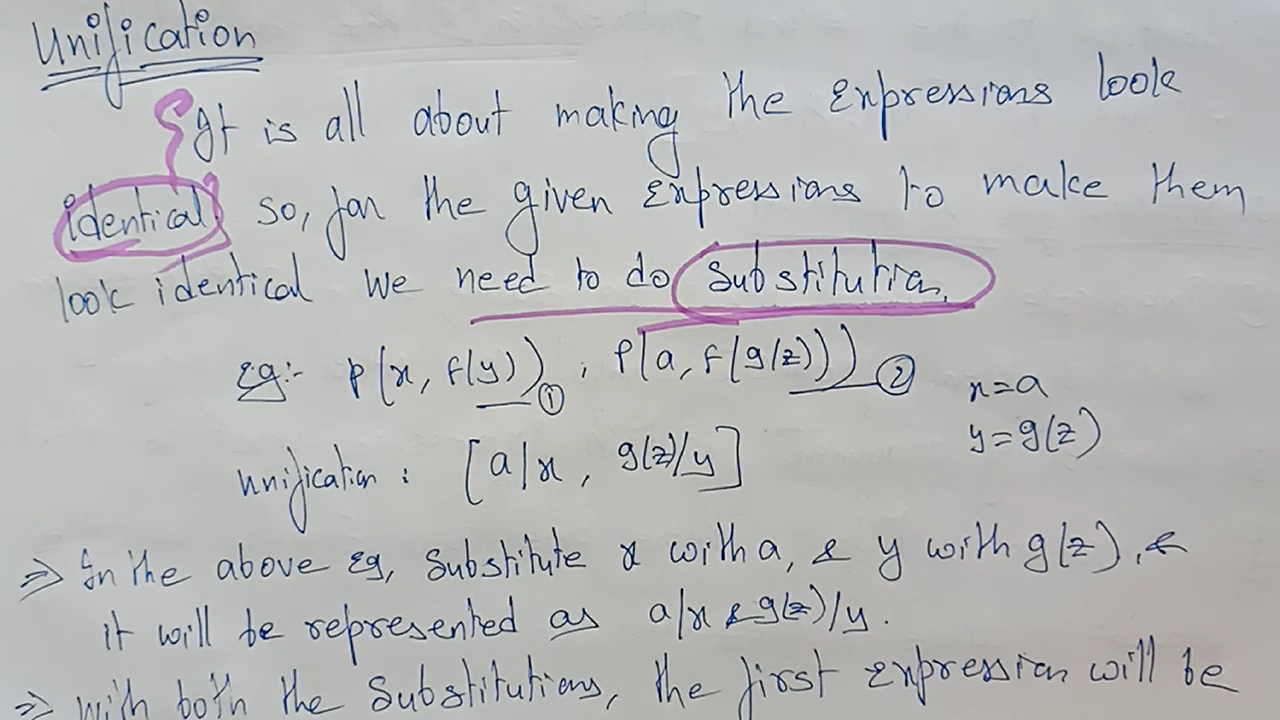 Unification
It is all about making the expressions look
identical, so, for the given expressions to make them
look identical we need to do substitution.
Eg:- P(x, f(y)) ① ; P(a, f(g(z))) ②
x=a
y=g(z)
unification : [a/x, g(z)/y]
⇒ In the above Eg, substitute x with a, & y with g(z), &
it will be represented as a/x & g(z)/y.
⇒ With both the substitutions, the first expression will be